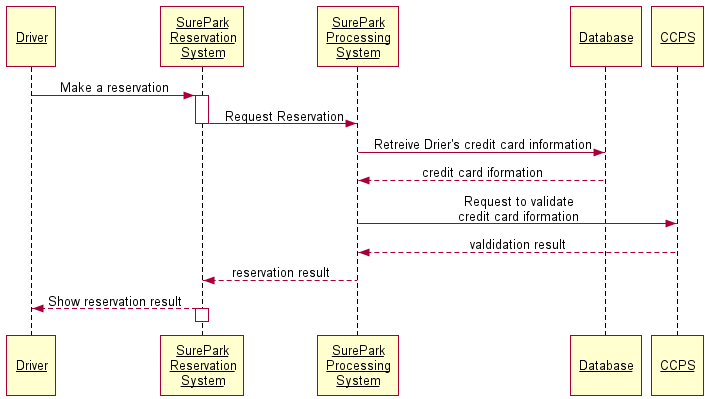 Driver
SurePark
Reservation
System
SurePark
Processing
System
Database
CCPS
Make a reservation
Request Reservation
Retreive Drier's credit card information
credit card iformation
Request to validate
credit card iformation
valdidation result
reservation result
Show reservation result
Driver
SurePark
Reservation
System
SurePark
Processing
System
Database
CCPS